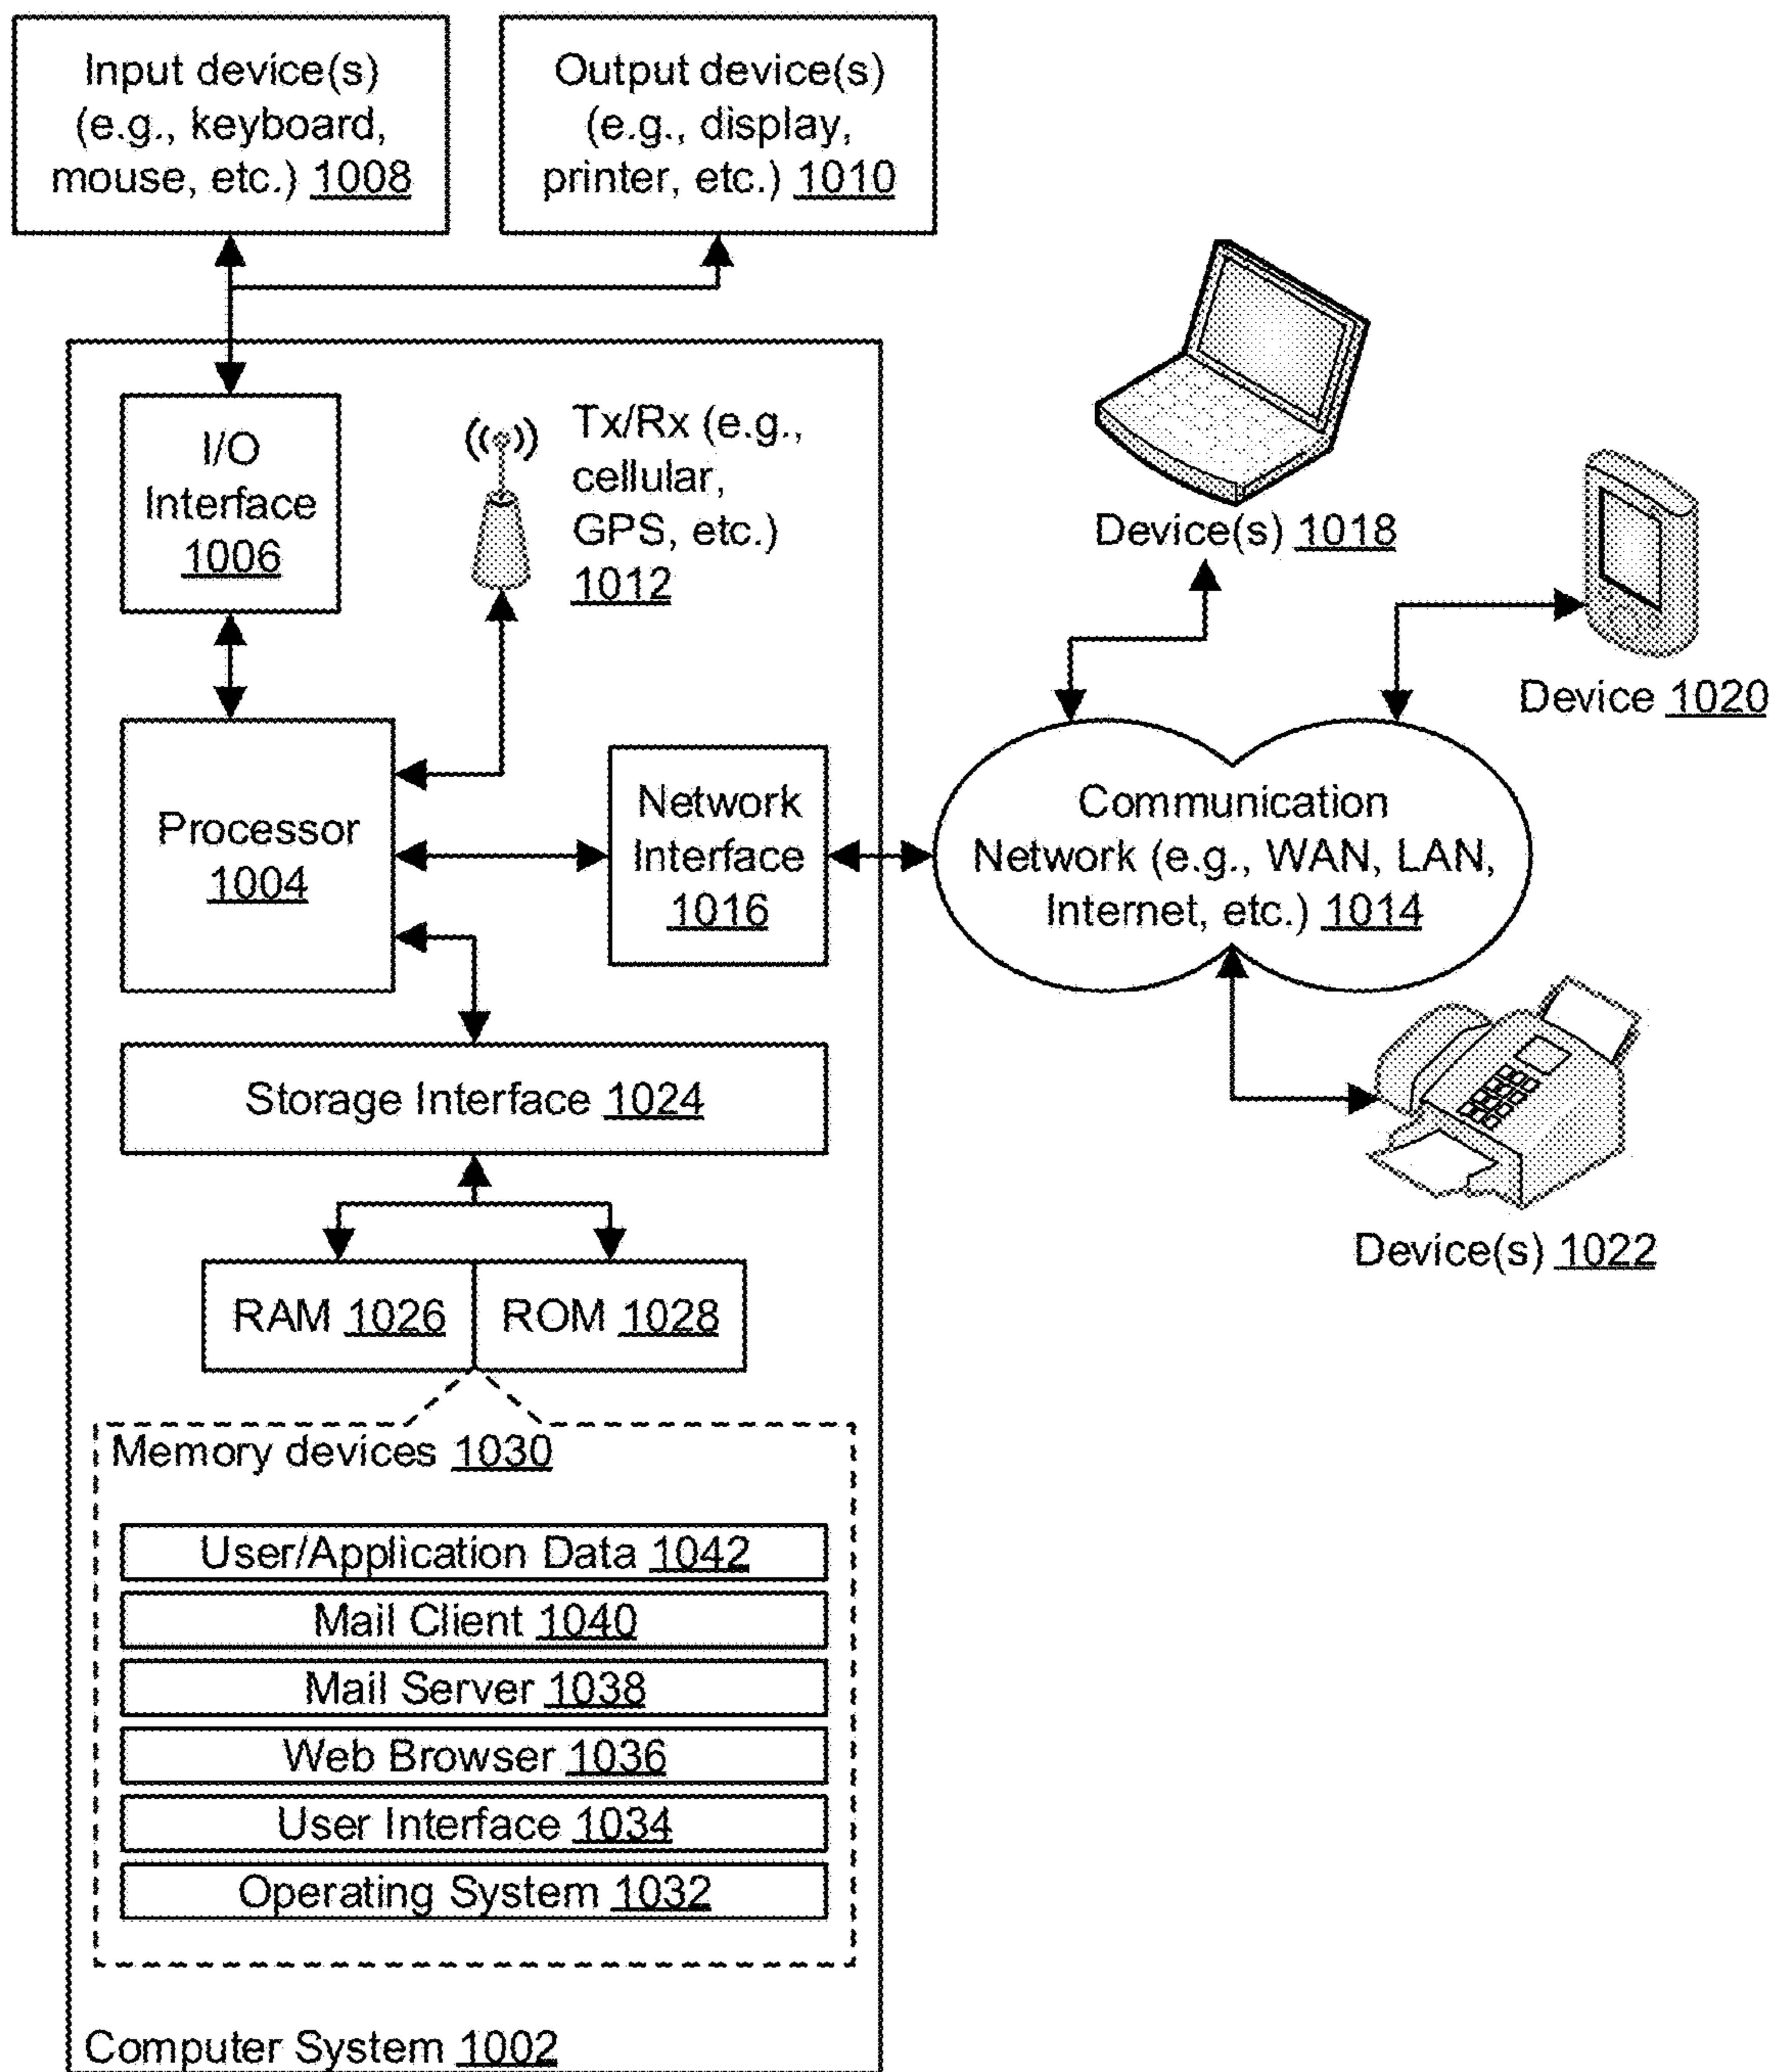 Input device(s)
(e.g., keyboard,
mouse, etc.) 1008
Output device(s)
(e.g., display,
printer, etc.) 1010
I/O
Interface
1006
Tx/Rx (e.g.,
cellular,
GPS, etc.)
1012
Device(s) 1018
Device 1020
Processor
1004
Network
Interface
1016
Communication
Network (e.g., WAN, LAN,
Internet, etc.) 1014
Storage Interface 1024
Device(s) 1022
RAM 1026
ROM 1028
Memory devices 1030
User/Application Data 1042
Mail Client 1040
Mail Server 1038
Web Browser 1036
User Interface 1034
Operating System 1032
Computer System 1002